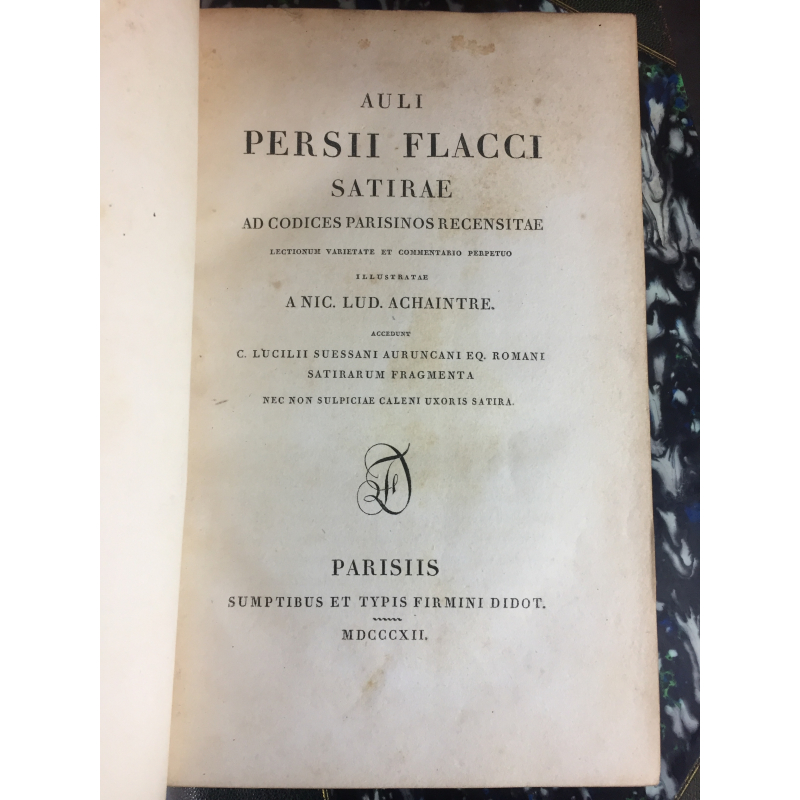 AULI
PERSII FLACCI
SATIRAE
AD CODICES PARISINOS RECENSITAE
LECTIONUM VARIETATE ET COMMENTARIO PERPETUO
ILLUSTRATAE
A NIC. LUD. ACHAINTRE.
ACCEDUNT
C. LUCILII SUESSANI AURUNCANI EQ. ROMANI
SATIRARUM FRAGMENTA
NEC NON SULPICIAE CALENI UXORIS SATIRA.
FD
PARISIIS
SUMPTIBUS ET TYPIS FIRMINI DIDOT.
MDCCCXII.